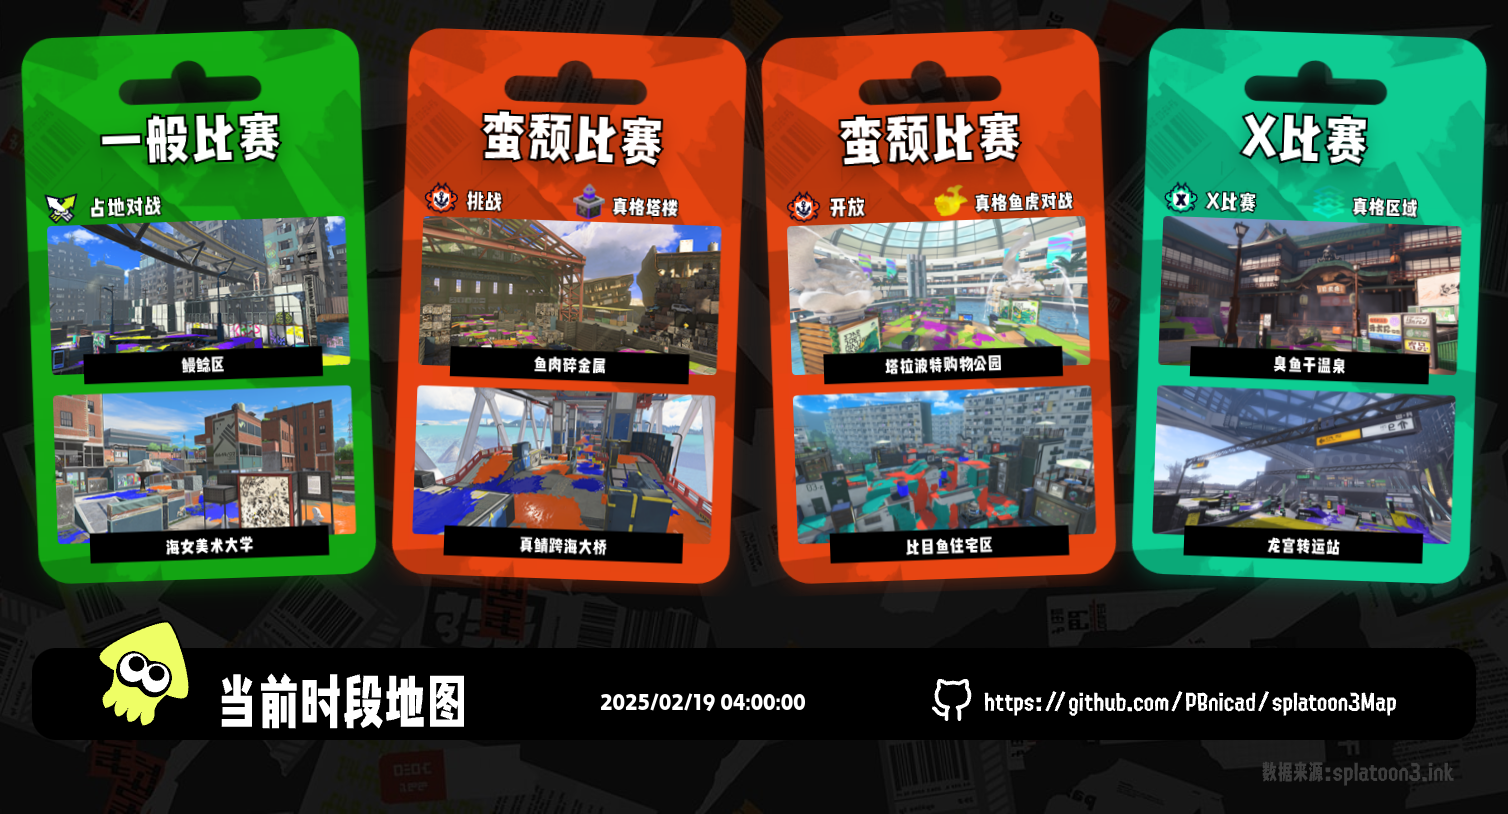 一般比赛
占地对战
鳗鲶区
海女美术大学
蛮颓比赛
挑战
真格塔楼
鱼肉碎金属
真鲭跨海大桥
蛮颓比赛
开放
真格鱼虎对战
塔拉波特购物公园
比目鱼住宅区
X比赛
X比赛
真格区域
臭鱼干温泉
龙宫转运站
当前时段地图
2025/02/19 04:00:00
https://github.com/PBnicad/splatoon3Map
数据来源:splatoon3.ink